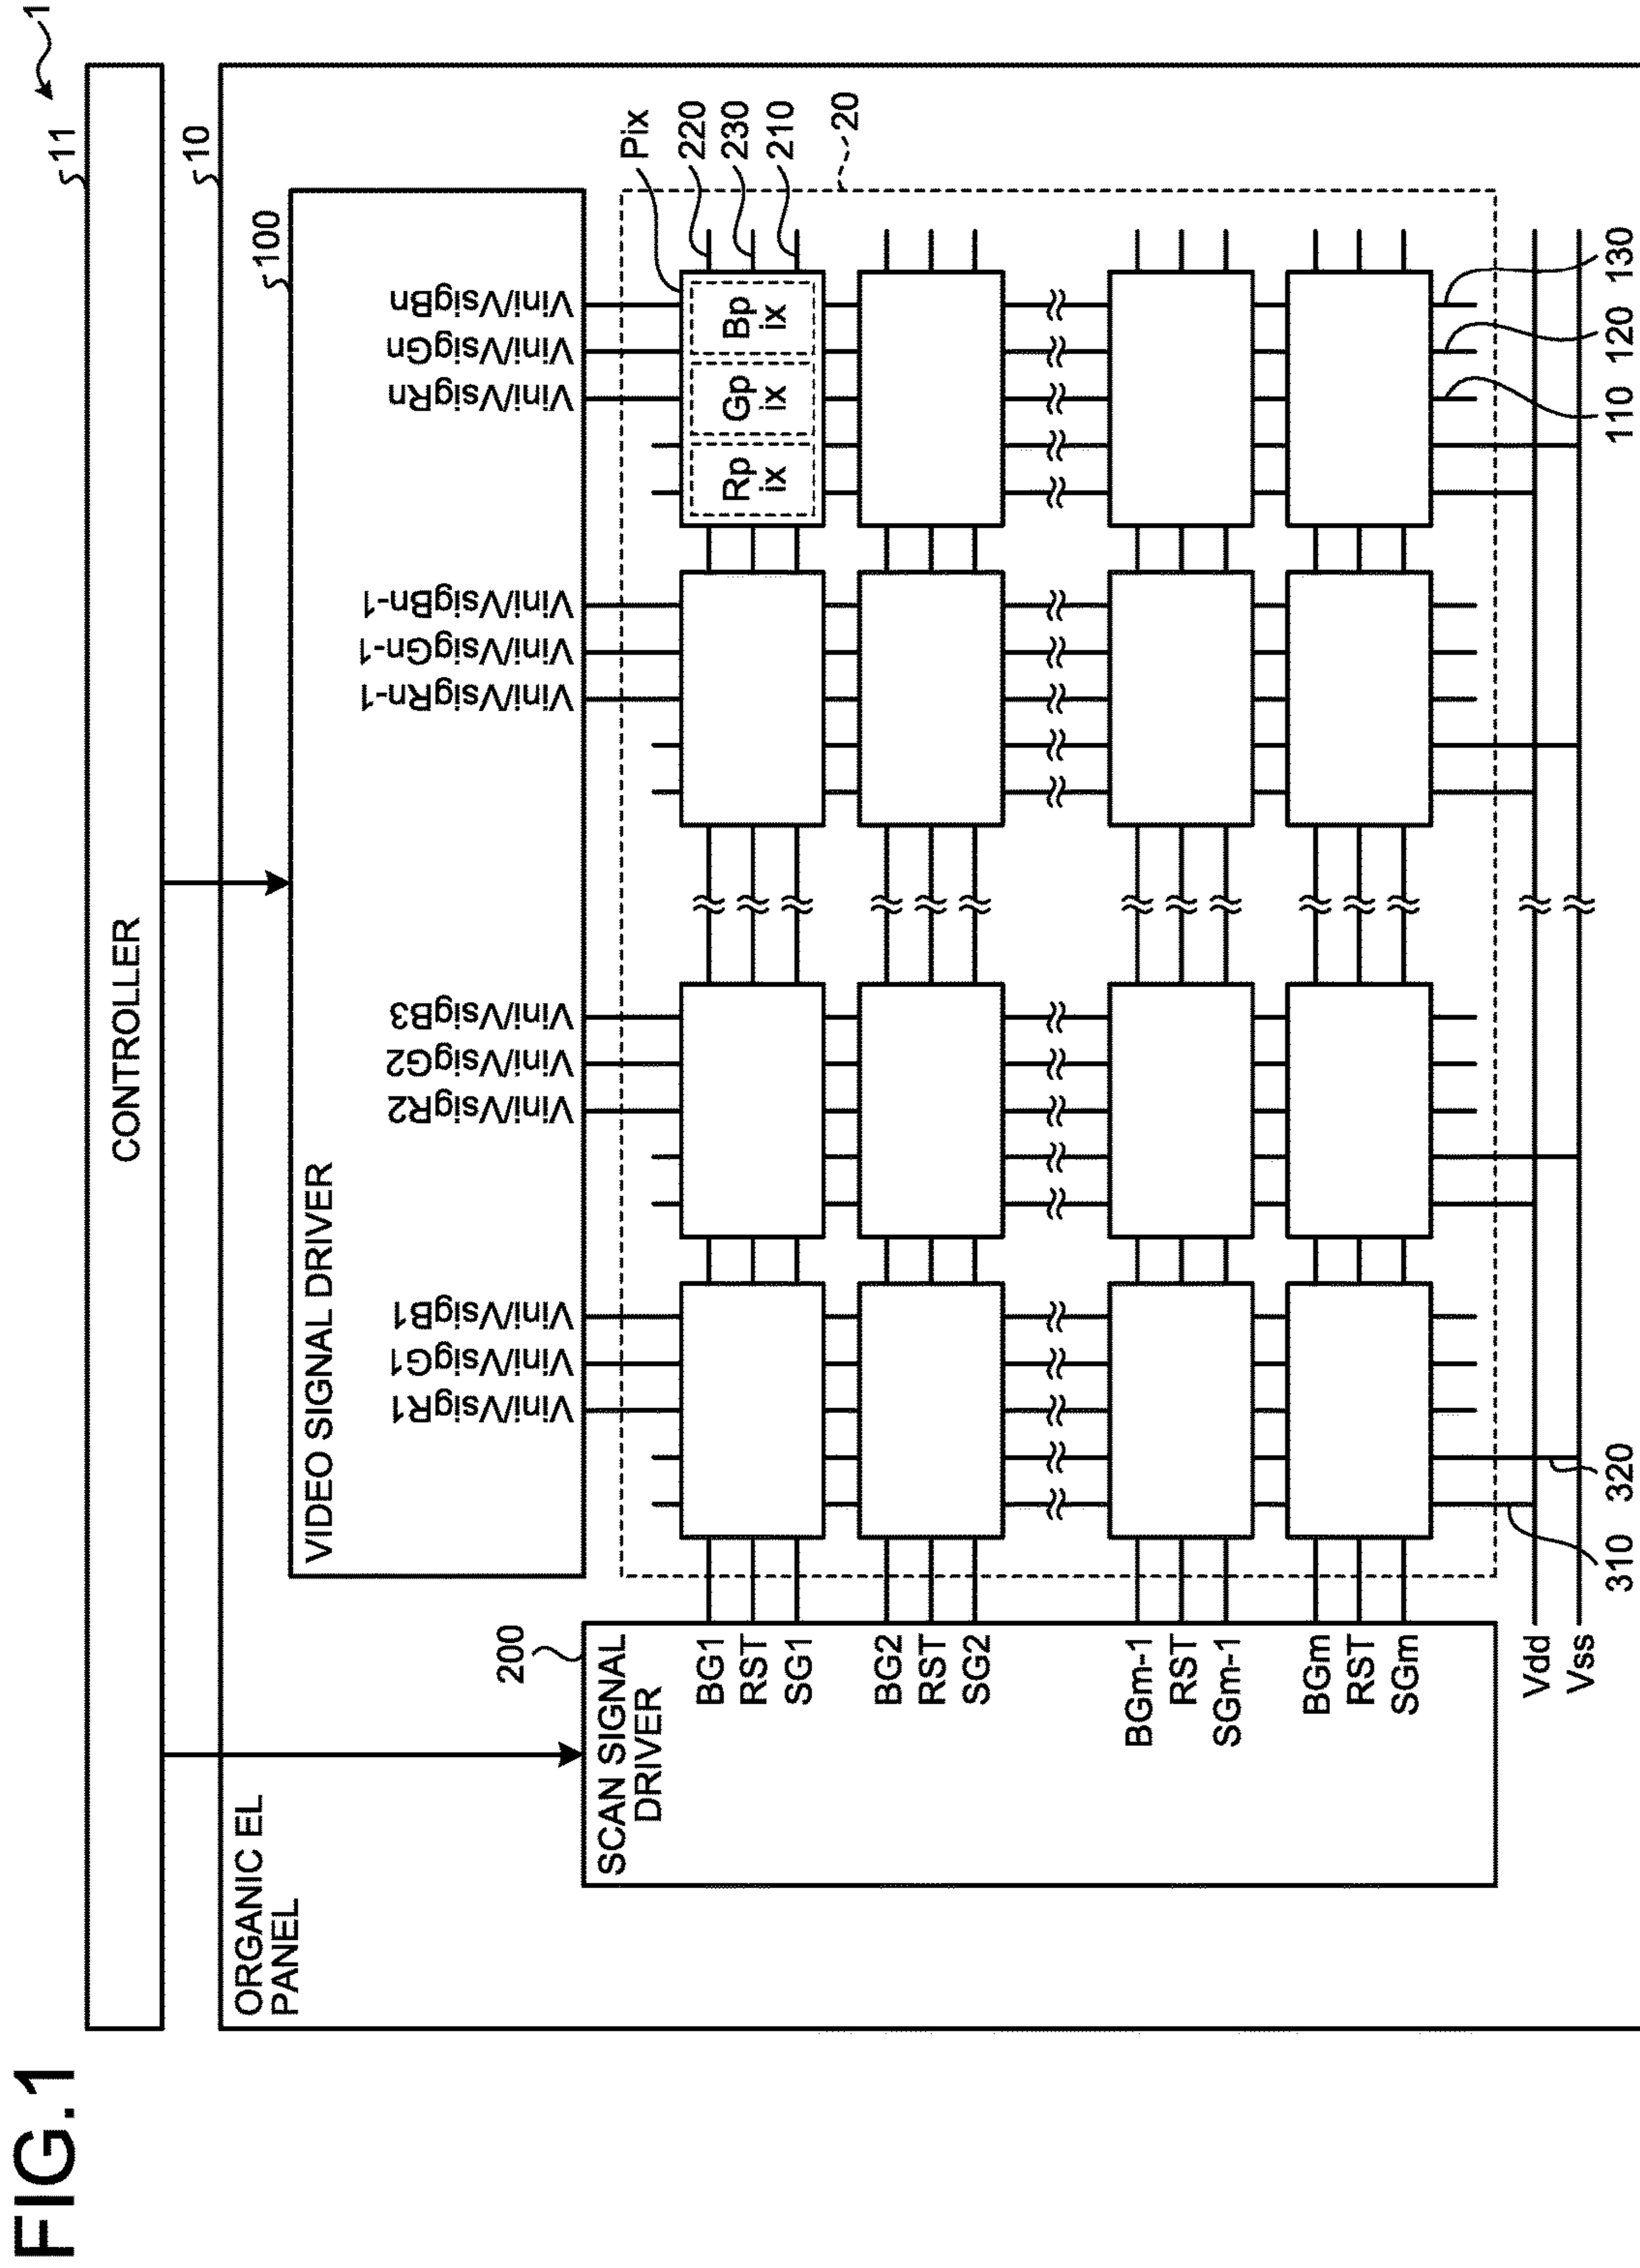 FIG.1
1
CONTROLLER
11
ORGANIC EL
PANEL
10
VIDEO SIGNAL DRIVER
100
Vini/VsigR1
Vini/VsigG1
Vini/VsigB1
Vini/VsigR2
Vini/VsigG2
Vini/VsigB3
Vini/VsigRn-1
Vini/VsigGn-1
Vini/VsigBn-1
Vini/VsigRn
Vini/VsigGn
Vini/VsigBn
200
SCAN SIGNAL
DRIVER
BG1
RST
SG1
BG2
RST
SG2
BGm-1
RST
SGm-1
BGm
RST
SGm
Vdd
Vss
Rp
ix
Gp
ix
Bp
ix
Pix
220
230
210
20
310
320
110
120
130